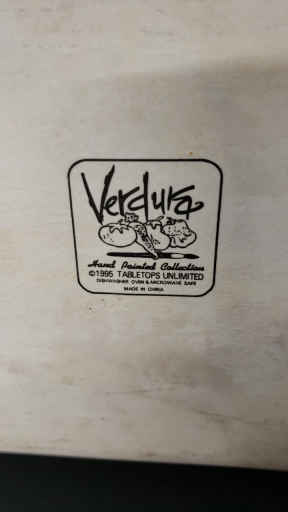 Verdura
Hand Painted Collection
©1995 TABLETOPS UNLIMITED
DISHWASHER OVEN & MICROWAVE SAFE
MADE IN CHINA